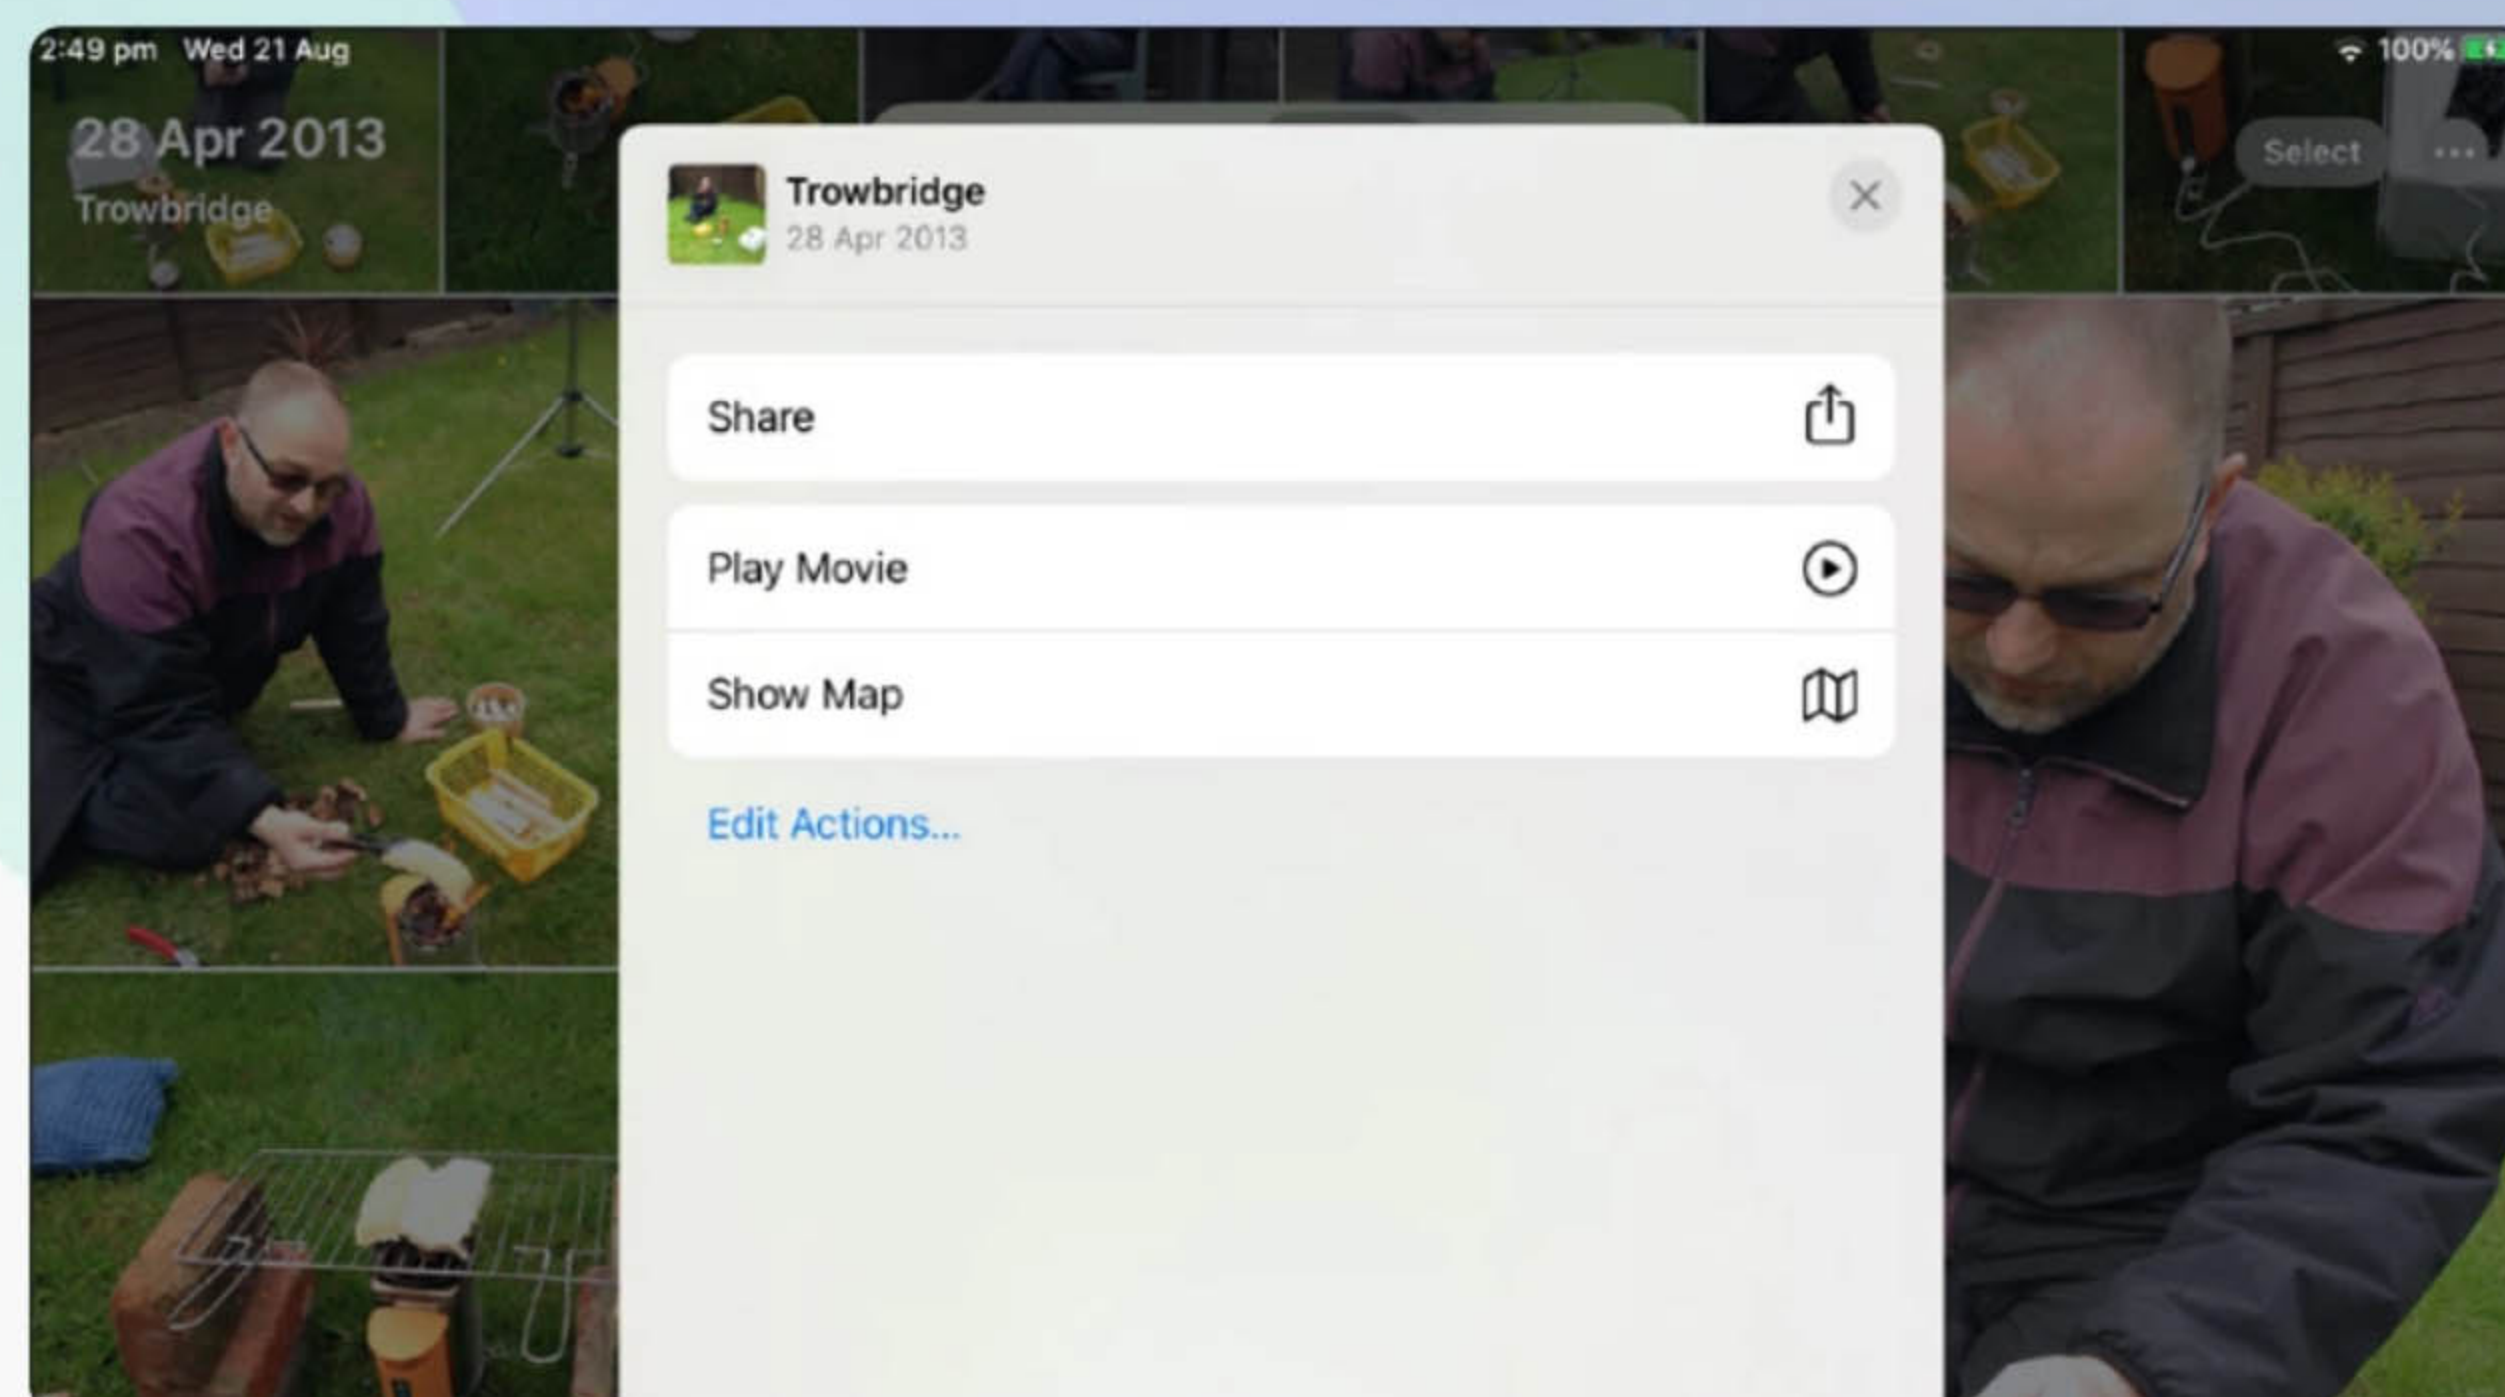 2:49 pm Wed 21 Aug
100%
28 Apr 2013
Trowbridge
Select
Trowbridge
28 Apr 2013
Share
Play Movie
Show Map
Edit Actions...